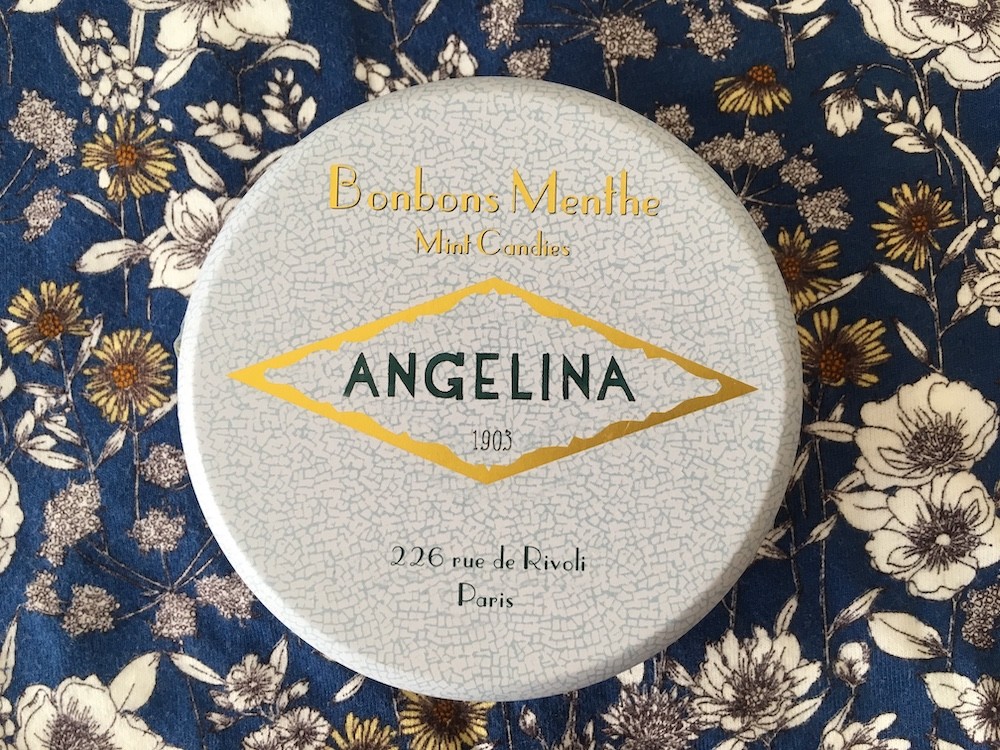 Bonbons Menthe
Mint Candies
ANGELINA
1903
226 rue de Rivoli
Paris